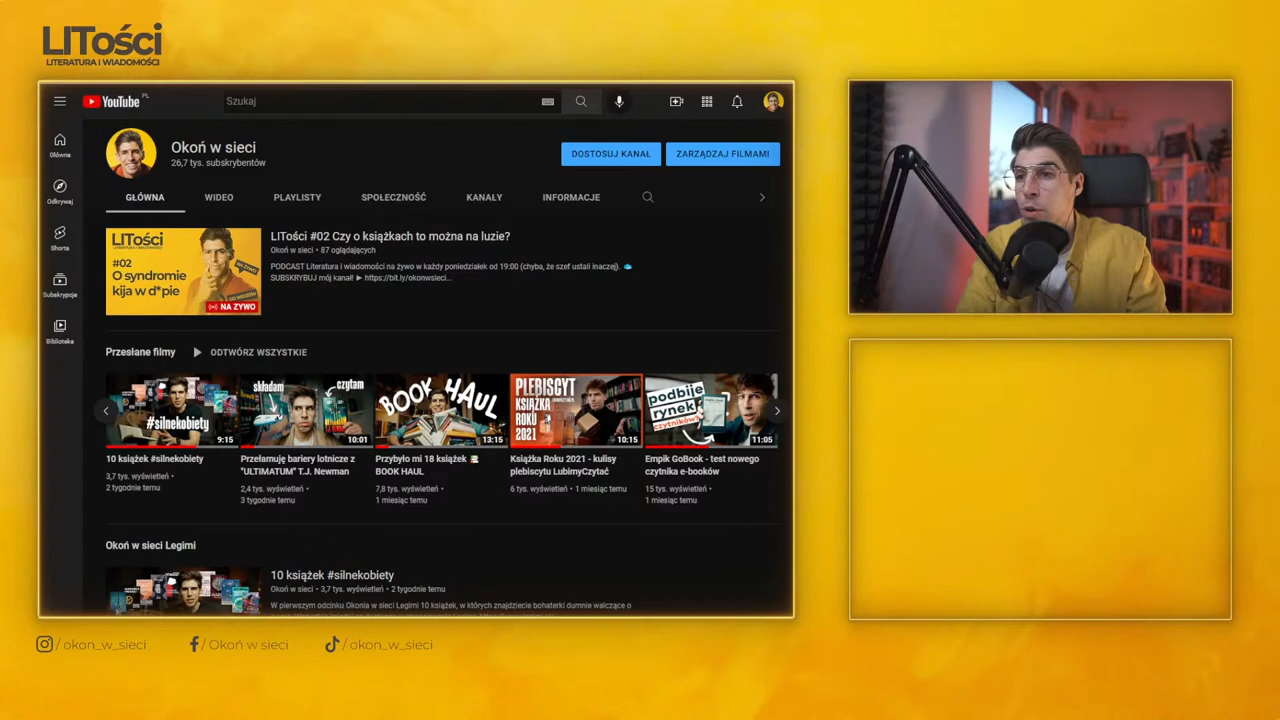 LITości
LITERATURA I WIADOMOŚCI
YouTube PL
Szukaj
Główna
Odkrywaj
Shorts
Subskrypcje
Biblioteka
Okoń w sieci
26,7 tys. subskrybentów
DOSTOSUJ KANAŁ
ZARZĄDZAJ FILMAMI
GŁÓWNA WIDEO PLAYLISTY SPOŁECZNOŚĆ KANAŁY INFORMACJE
LITości
LITERATURA I WIADOMOŚCI
#02
O syndromie
kija w d*pie
NA ŻYWO
NA ŻYWO
LITości #02 Czy o książkach to można na luzie?
Okoń w sieci • 87 oglądających
PODCAST Literatura i wiadomości na żywo w każdy poniedziałek od 19:00 (chyba, że szef ustali inaczej).
SUBSKRYBUJ mój kanał! ► https://bit.ly/okonwsieci...
Przesłane filmy
ODTWÓRZ WSZYSTKIE
#silnekobiety
9:15
10 książek #silnekobiety
3,7 tys. wyświetleń •
2 tygodnie temu
składam
czytam
10:01
Przełamuję bariery lotnicze z
"ULTIMATUM" T.J. Newman
2,4 tys. wyświetleń •
3 tygodnie temu
BOOK HAUL
13:15
Przybyło mi 18 książek
BOOK HAUL
7,8 tys. wyświetleń •
1 miesiąc temu
PLEBISCYT
KSIĄŻKA
ROKU
2021
10:15
Książka Roku 2021 - kulisy
plebiscytu LubimyCzytać
6 tys. wyświetleń • 1 miesiąc temu
podbije
rynek
czytników?
11:05
Empik GoBook - test nowego
czytnika e-booków
15 tys. wyświetleń •
1 miesiąc temu
Okoń w sieci Legimi
10 książek #silnekobiety
Okoń w sieci • 3,7 tys. wyświetleń • 2 tygodnie temu
W pierwszym odcinku Okonia w sieci Legimi 10 książek, w których znajdziecie bohaterki dumnie walczące o
/ okon_w_sieci
/ Okoń w sieci
/ okon_w_sieci